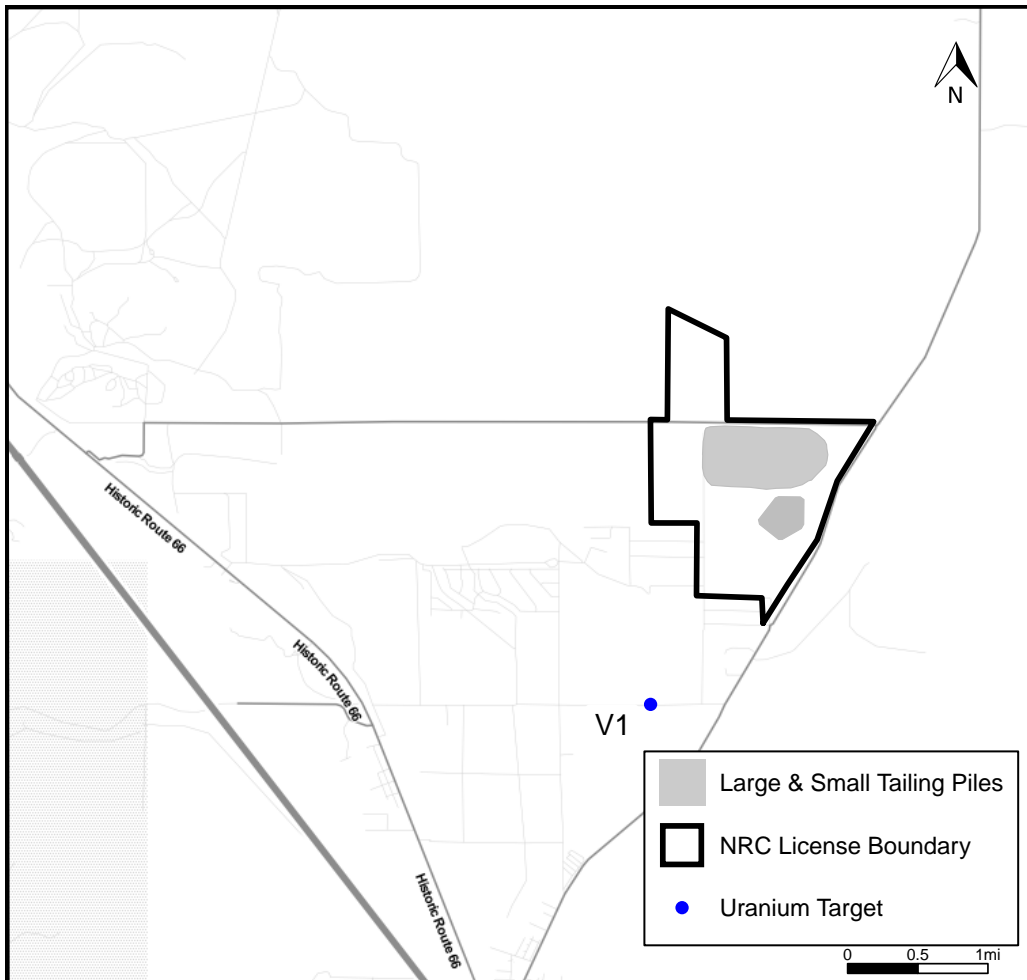 N
Historic Route 66
Historic Route 66
V1
Large & Small Tailing Piles
NRC License Boundary
Uranium Target
Historic Route 66
0 0.5 1mi